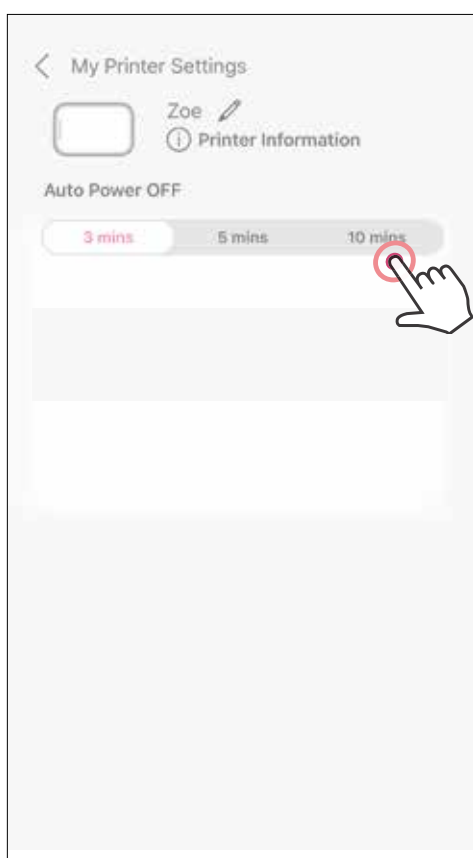 My Printer Settings
Zoe
Printer Information
Auto Power OFF
3 mins 5 mins 10 mins